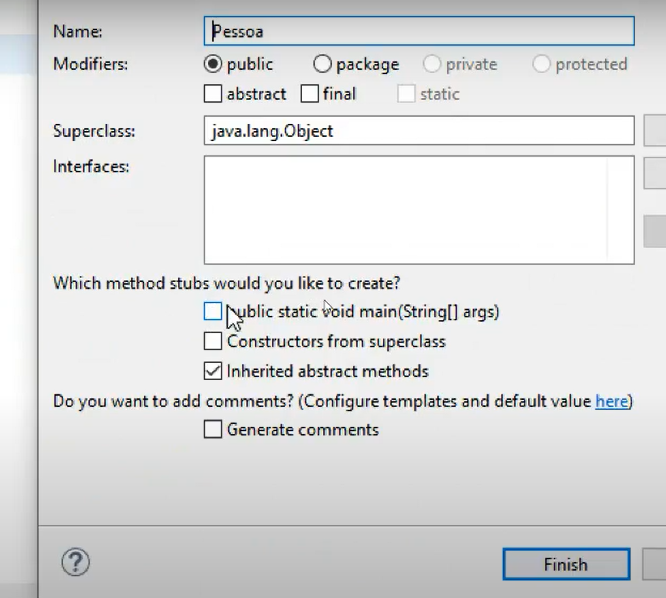 Name: Pessoa
Modifiers: public package private protected
abstract final static
Superclass: java.lang.Object
Interfaces:
Which method stubs would you like to create?
public static void main(String[] args)
Constructors from superclass
Inherited abstract methods
Do you want to add comments? (Configure templates and default value here)
Generate comments
? Finish